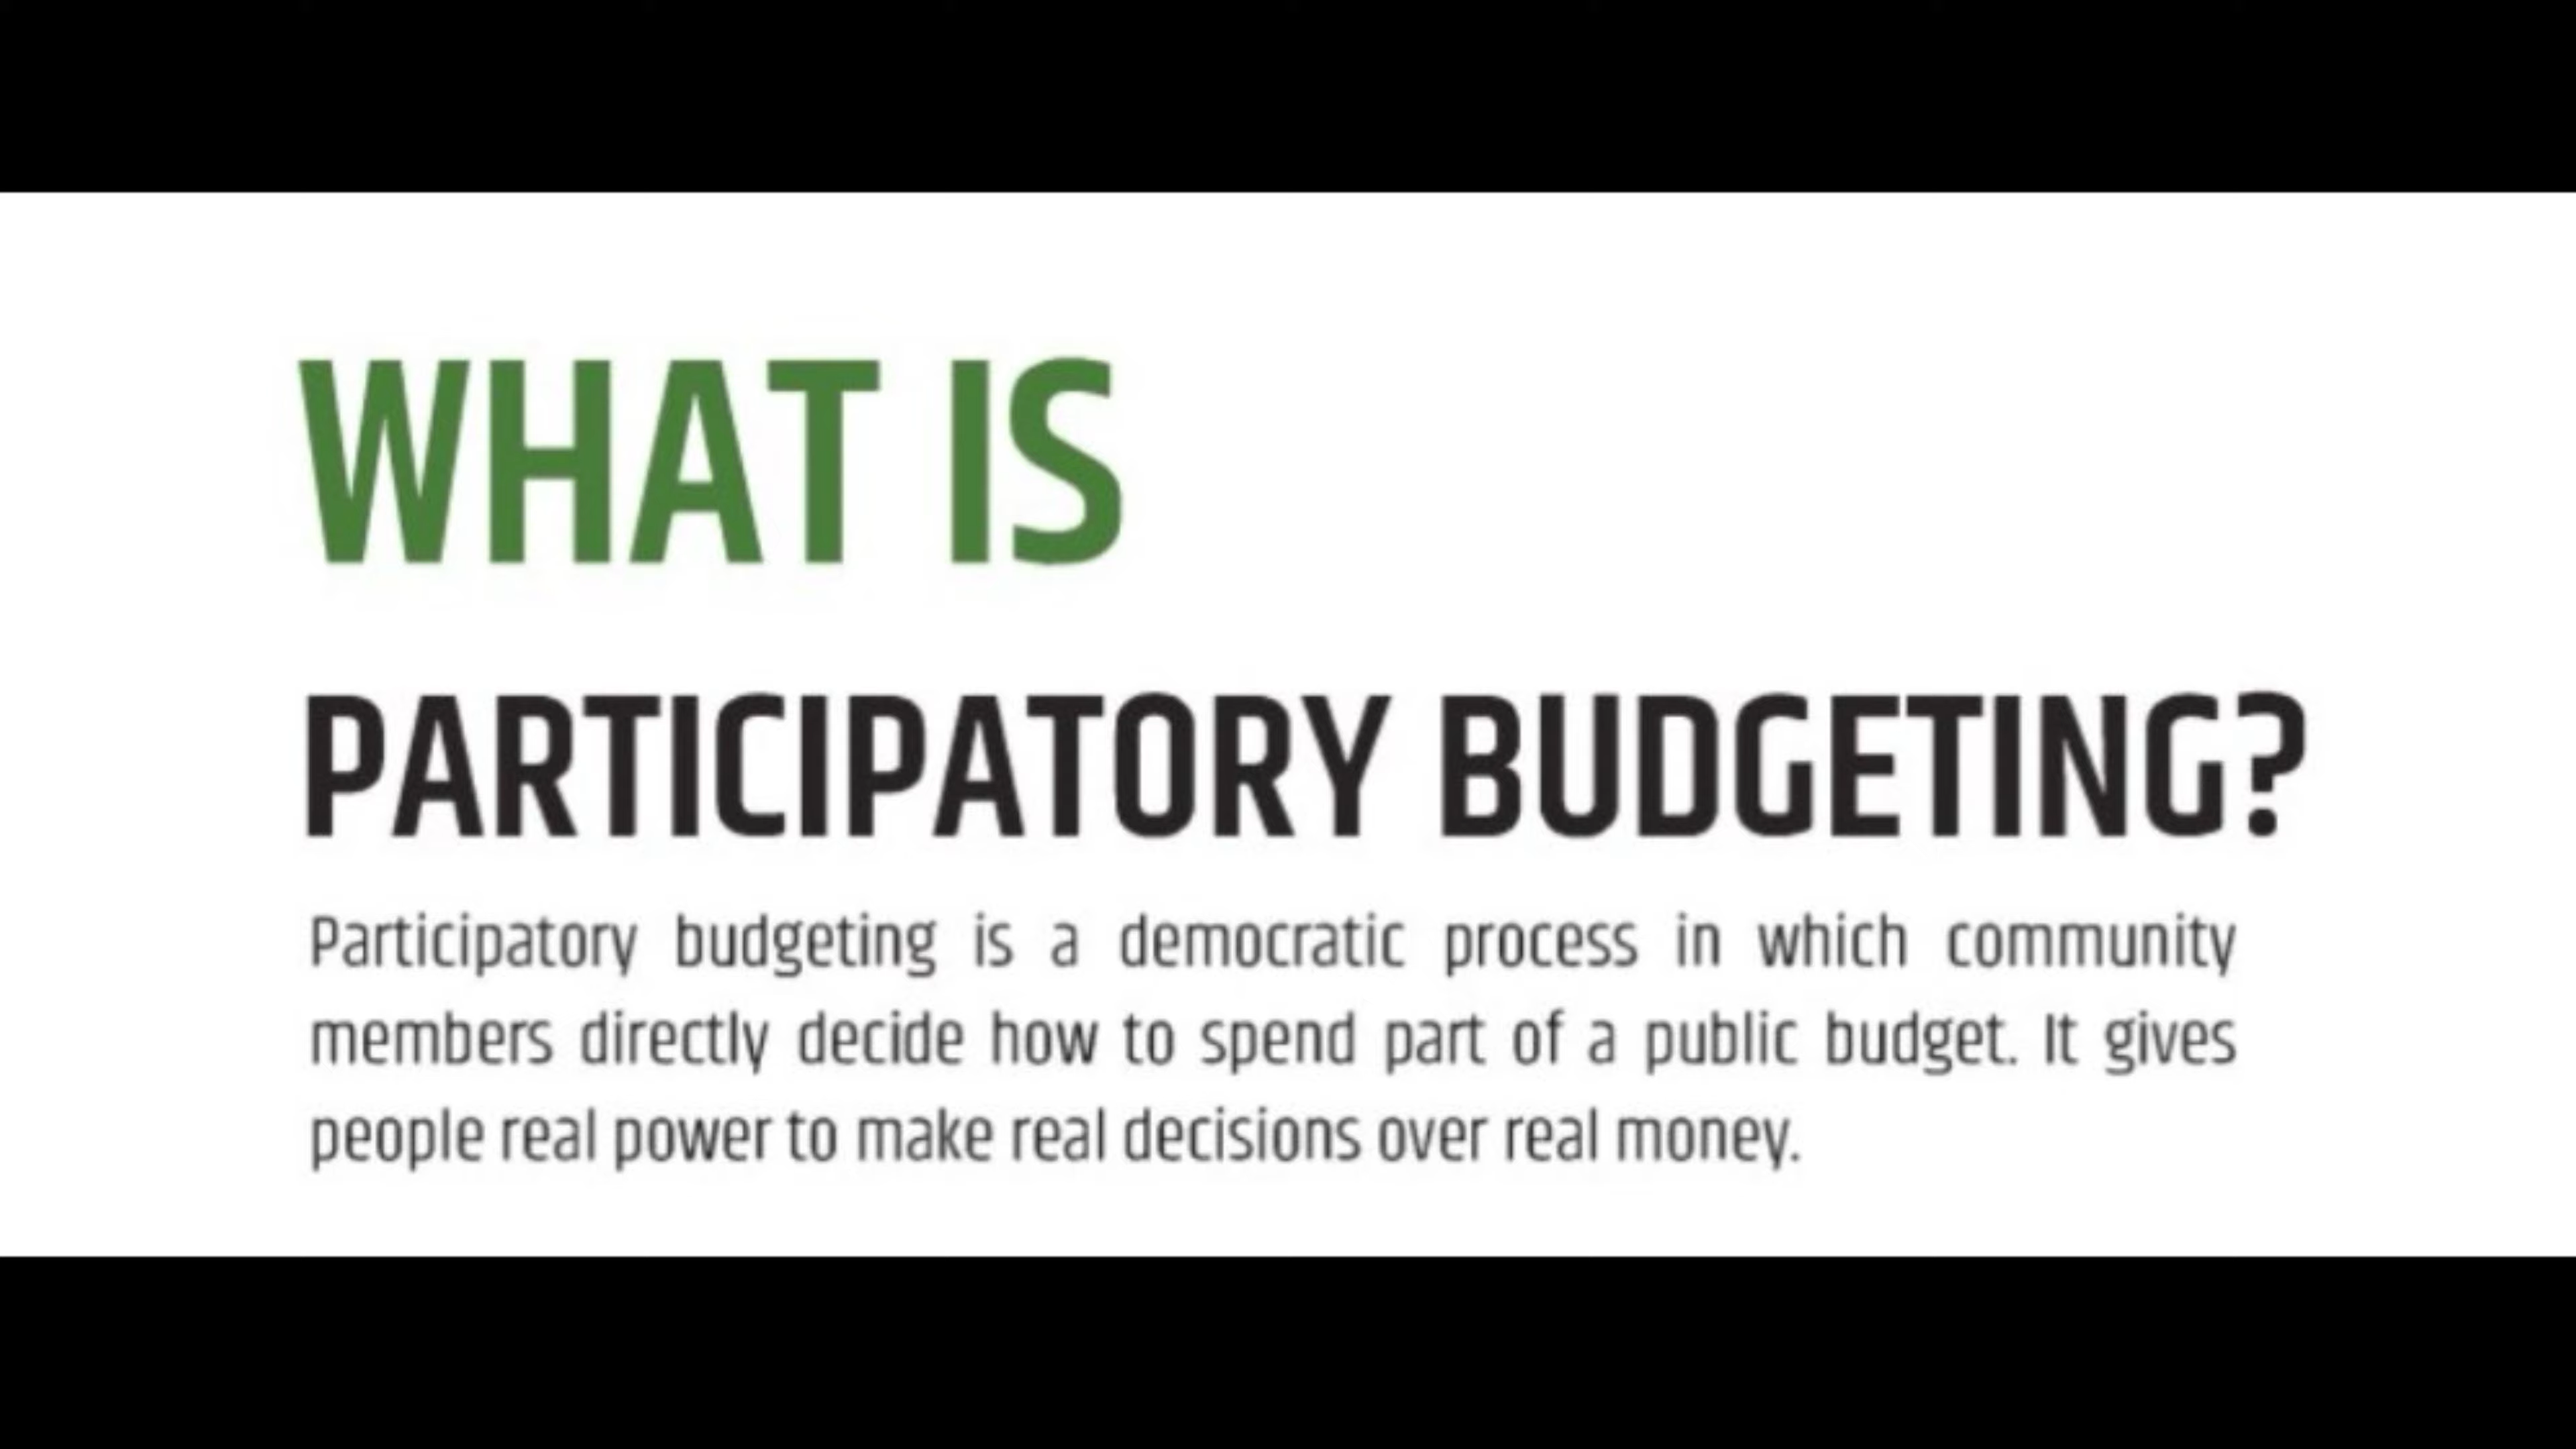 WHAT IS
PARTICIPATORY BUDGETING?
Participatory budgeting is a democratic process in which community
members directly decide how to spend part of a public budget. It gives
people real power to make real decisions over real money.